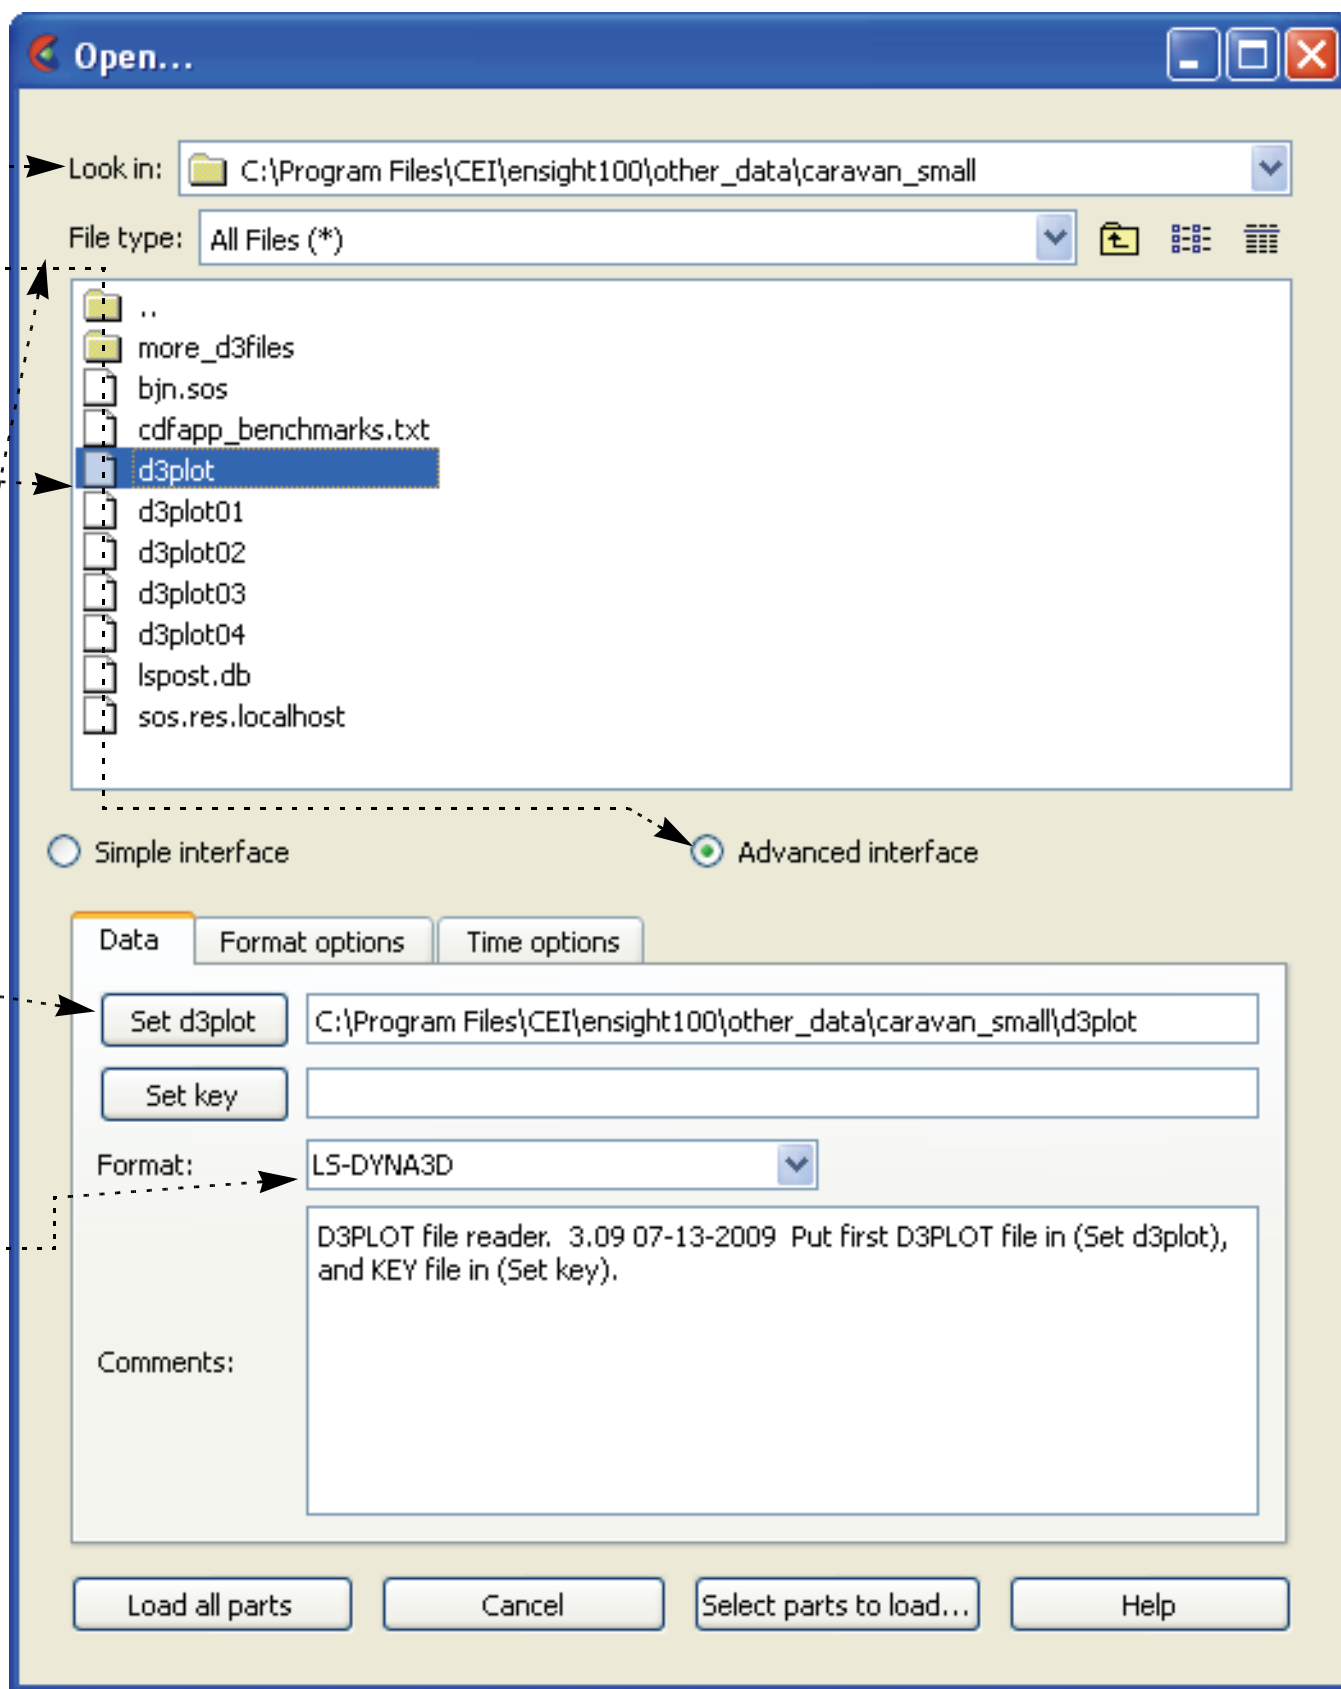 Open...
Look in: C:\Program Files\CEI\ensight100\other_data\caravan_small
File type: All Files (*)
..
more_d3files
bjn.sos
cdfapp_benchmarks.txt
d3plot
d3plot01
d3plot02
d3plot03
d3plot04
lspost.db
sos.res.localhost
Simple interface Advanced interface
Data Format options Time options
Set d3plot C:\Program Files\CEI\ensight100\other_data\caravan_small\d3plot
Set key
Format: LS-DYNA3D
D3PLOT file reader. 3.09 07-13-2009 Put first D3PLOT file in (Set d3plot),
and KEY file in (Set key).
Comments:
Load all parts Cancel Select parts to load... Help